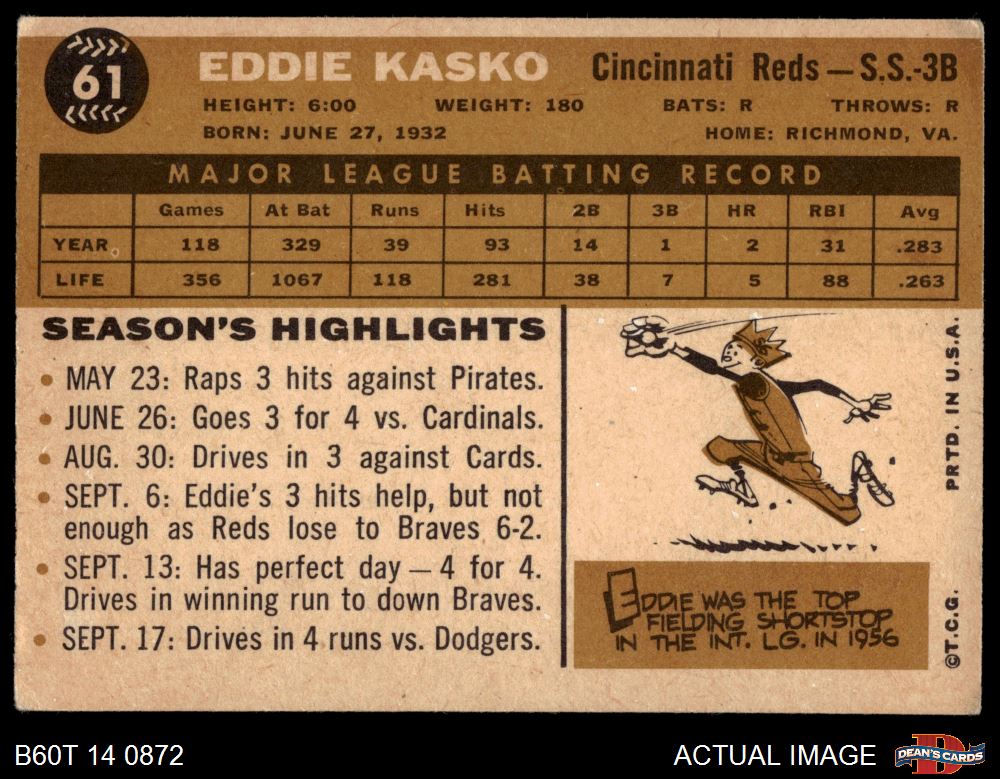 61
EDDIE KASKO
Cincinnati Reds — S.S.-3B
HEIGHT: 6:00 WEIGHT: 180 BATS: R THROWS: R
BORN: JUNE 27, 1932 HOME: RICHMOND, VA.
MAJOR LEAGUE BATTING RECORD
Games At Bat Runs Hits 2B 3B HR RBI Avg
YEAR 118 329 39 93 14 1 2 31 .283
LIFE 356 1067 118 281 38 7 5 88 .263
SEASON'S HIGHLIGHTS
• MAY 23: Raps 3 hits against Pirates.
• JUNE 26: Goes 3 for 4 vs. Cardinals.
• AUG. 30: Drives in 3 against Cards.
• SEPT. 6: Eddie's 3 hits help, but not
enough as Reds lose to Braves 6-2.
• SEPT. 13: Has perfect day — 4 for 4.
Drives in winning run to down Braves.
• SEPT. 17: Drives in 4 runs vs. Dodgers.
EDDIE WAS THE TOP
FIELDING SHORTSTOP
IN THE INT. LG. IN 1956
©T.C.G. PRTD. IN U.S.A.
B60T 14 0872
ACTUAL IMAGE
DEAN'S CARDS